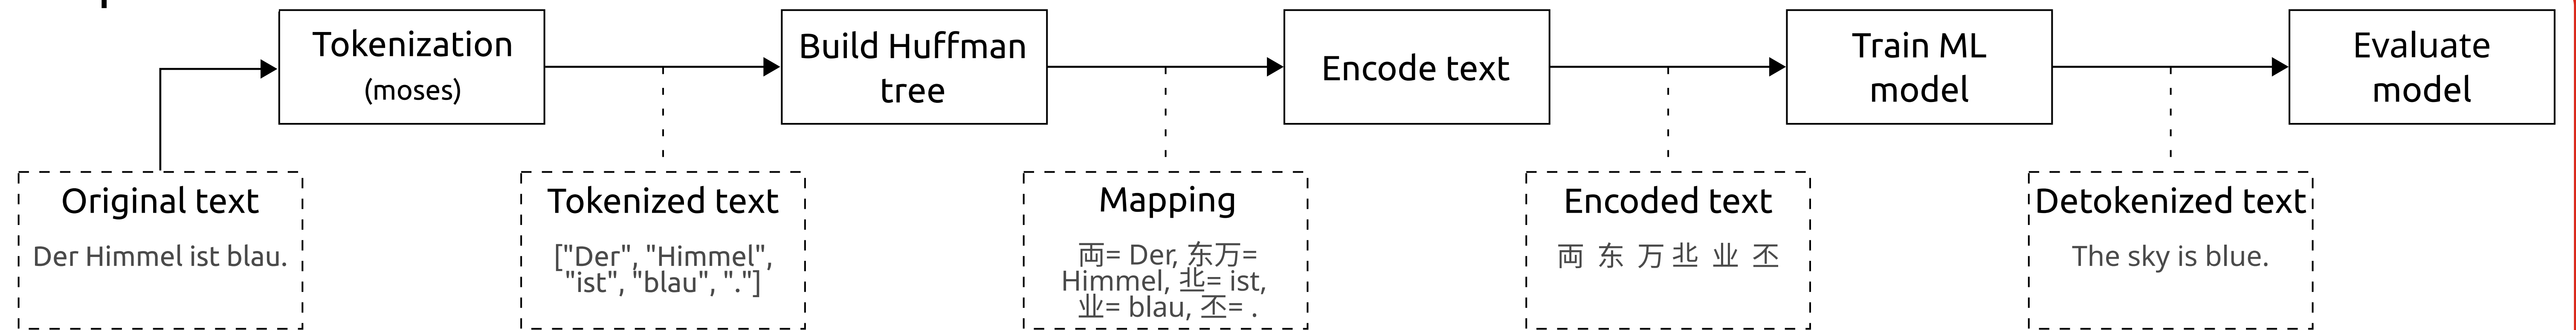 Tokenization
(moses)
Build Huffman
tree
Encode text
Train ML
model
Evaluate
model
Original text
Der Himmel ist blau.
Tokenized text
["Der", "Himmel",
"ist", "blau", "."]
Mapping
両= Der, 东万=
Himmel, 北= ist,
业= blau, 丕= .
Encoded text
両 东 万 北 业 丕
Detokenized text
The sky is blue.